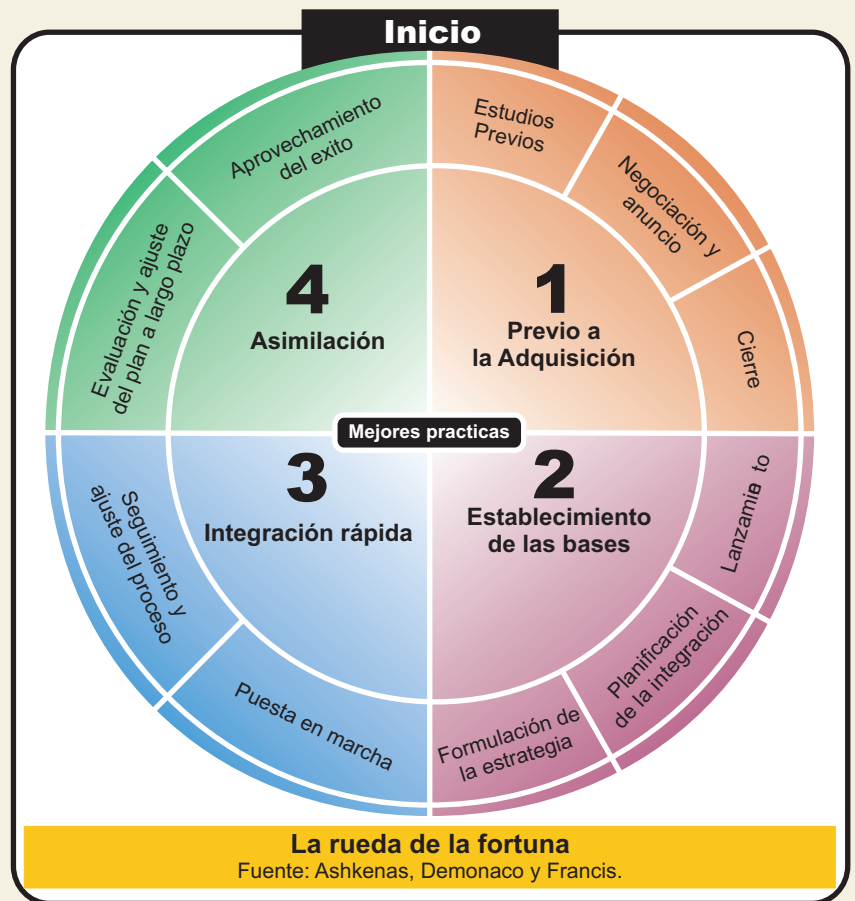 Inicio
Estudios
Previos
Negociación y
anuncio
Cierre
1
Previo a
la Adquisición
Lanzamie to
Planificación
de la integración
Formulación de
la estrategia
2
Establecimiento
de las bases
Puesta en marcha
Seguimiento y
ajuste del proceso
3
Integración rápida
Evaluación y ajuste
del plan a largo plazo
Aprovechamiento
del exito
4
Asimilación
Mejores practicas
La rueda de la fortuna
Fuente: Ashkenas, Demonaco y Francis.